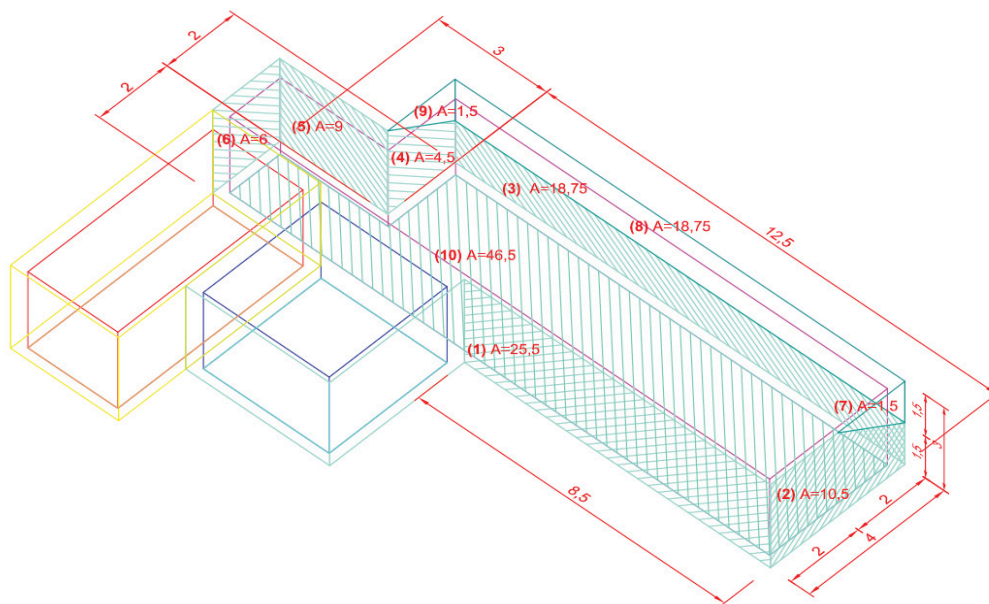 2
2
3
(9) A=1,5
(5) A=9
(6) A=6
(4) A=4,5
(3) A=18,75
(8) A=18,75
12,5
(10) A=46,5
(1) A=25,5
(7) A=1,5
1,5
3
1,5
8,5
(2) A=10,5
2
4
2